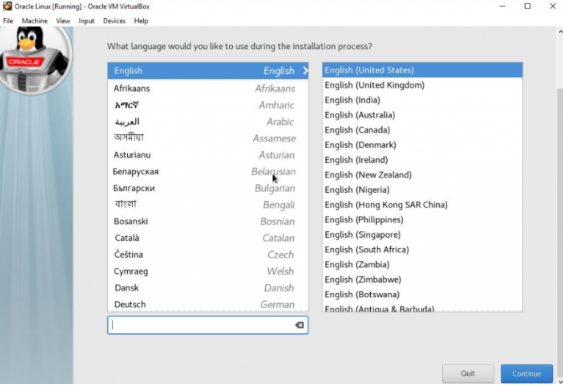 Oracle Linux [Running] - Oracle VM VirtualBox
File Machine View Input Devices Help
ORACLE
What language would you like to use during the installation process?
English English
Afrikaans Afrikaans
አማርኛ Amharic
العربية Arabic
অসমীয়া Assamese
Asturianu Asturian
Беларуская Belarusian
Български Bulgarian
বাংলা Bengali
Bosanski Bosnian
Català Catalan
Čeština Czech
Cymraeg Welsh
Dansk Danish
Deutsch German
English (United States)
English (United Kingdom)
English (India)
English (Australia)
English (Canada)
English (Denmark)
English (Ireland)
English (New Zealand)
English (Nigeria)
English (Hong Kong SAR China)
English (Philippines)
English (Singapore)
English (South Africa)
English (Zambia)
English (Zimbabwe)
English (Botswana)
English (Antigua & Barbuda)
Quit Continue